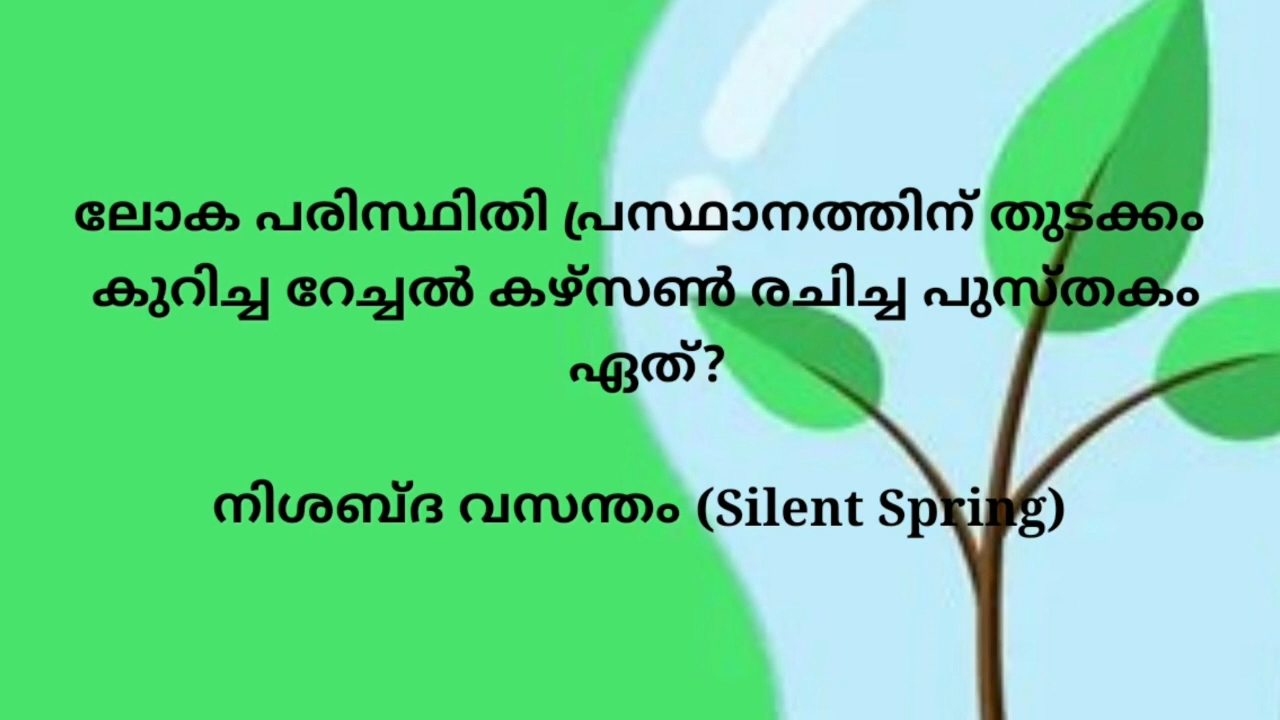 ലോക പരിസ്ഥിതി പ്രസ്ഥാനത്തിന് തുടക്കം
കുറിച്ച റേച്ചൽ കഴ്സൺ രചിച്ച പുസ്തകം
ഏത്?
നിശബ്ദ വസന്തം (Silent Spring)